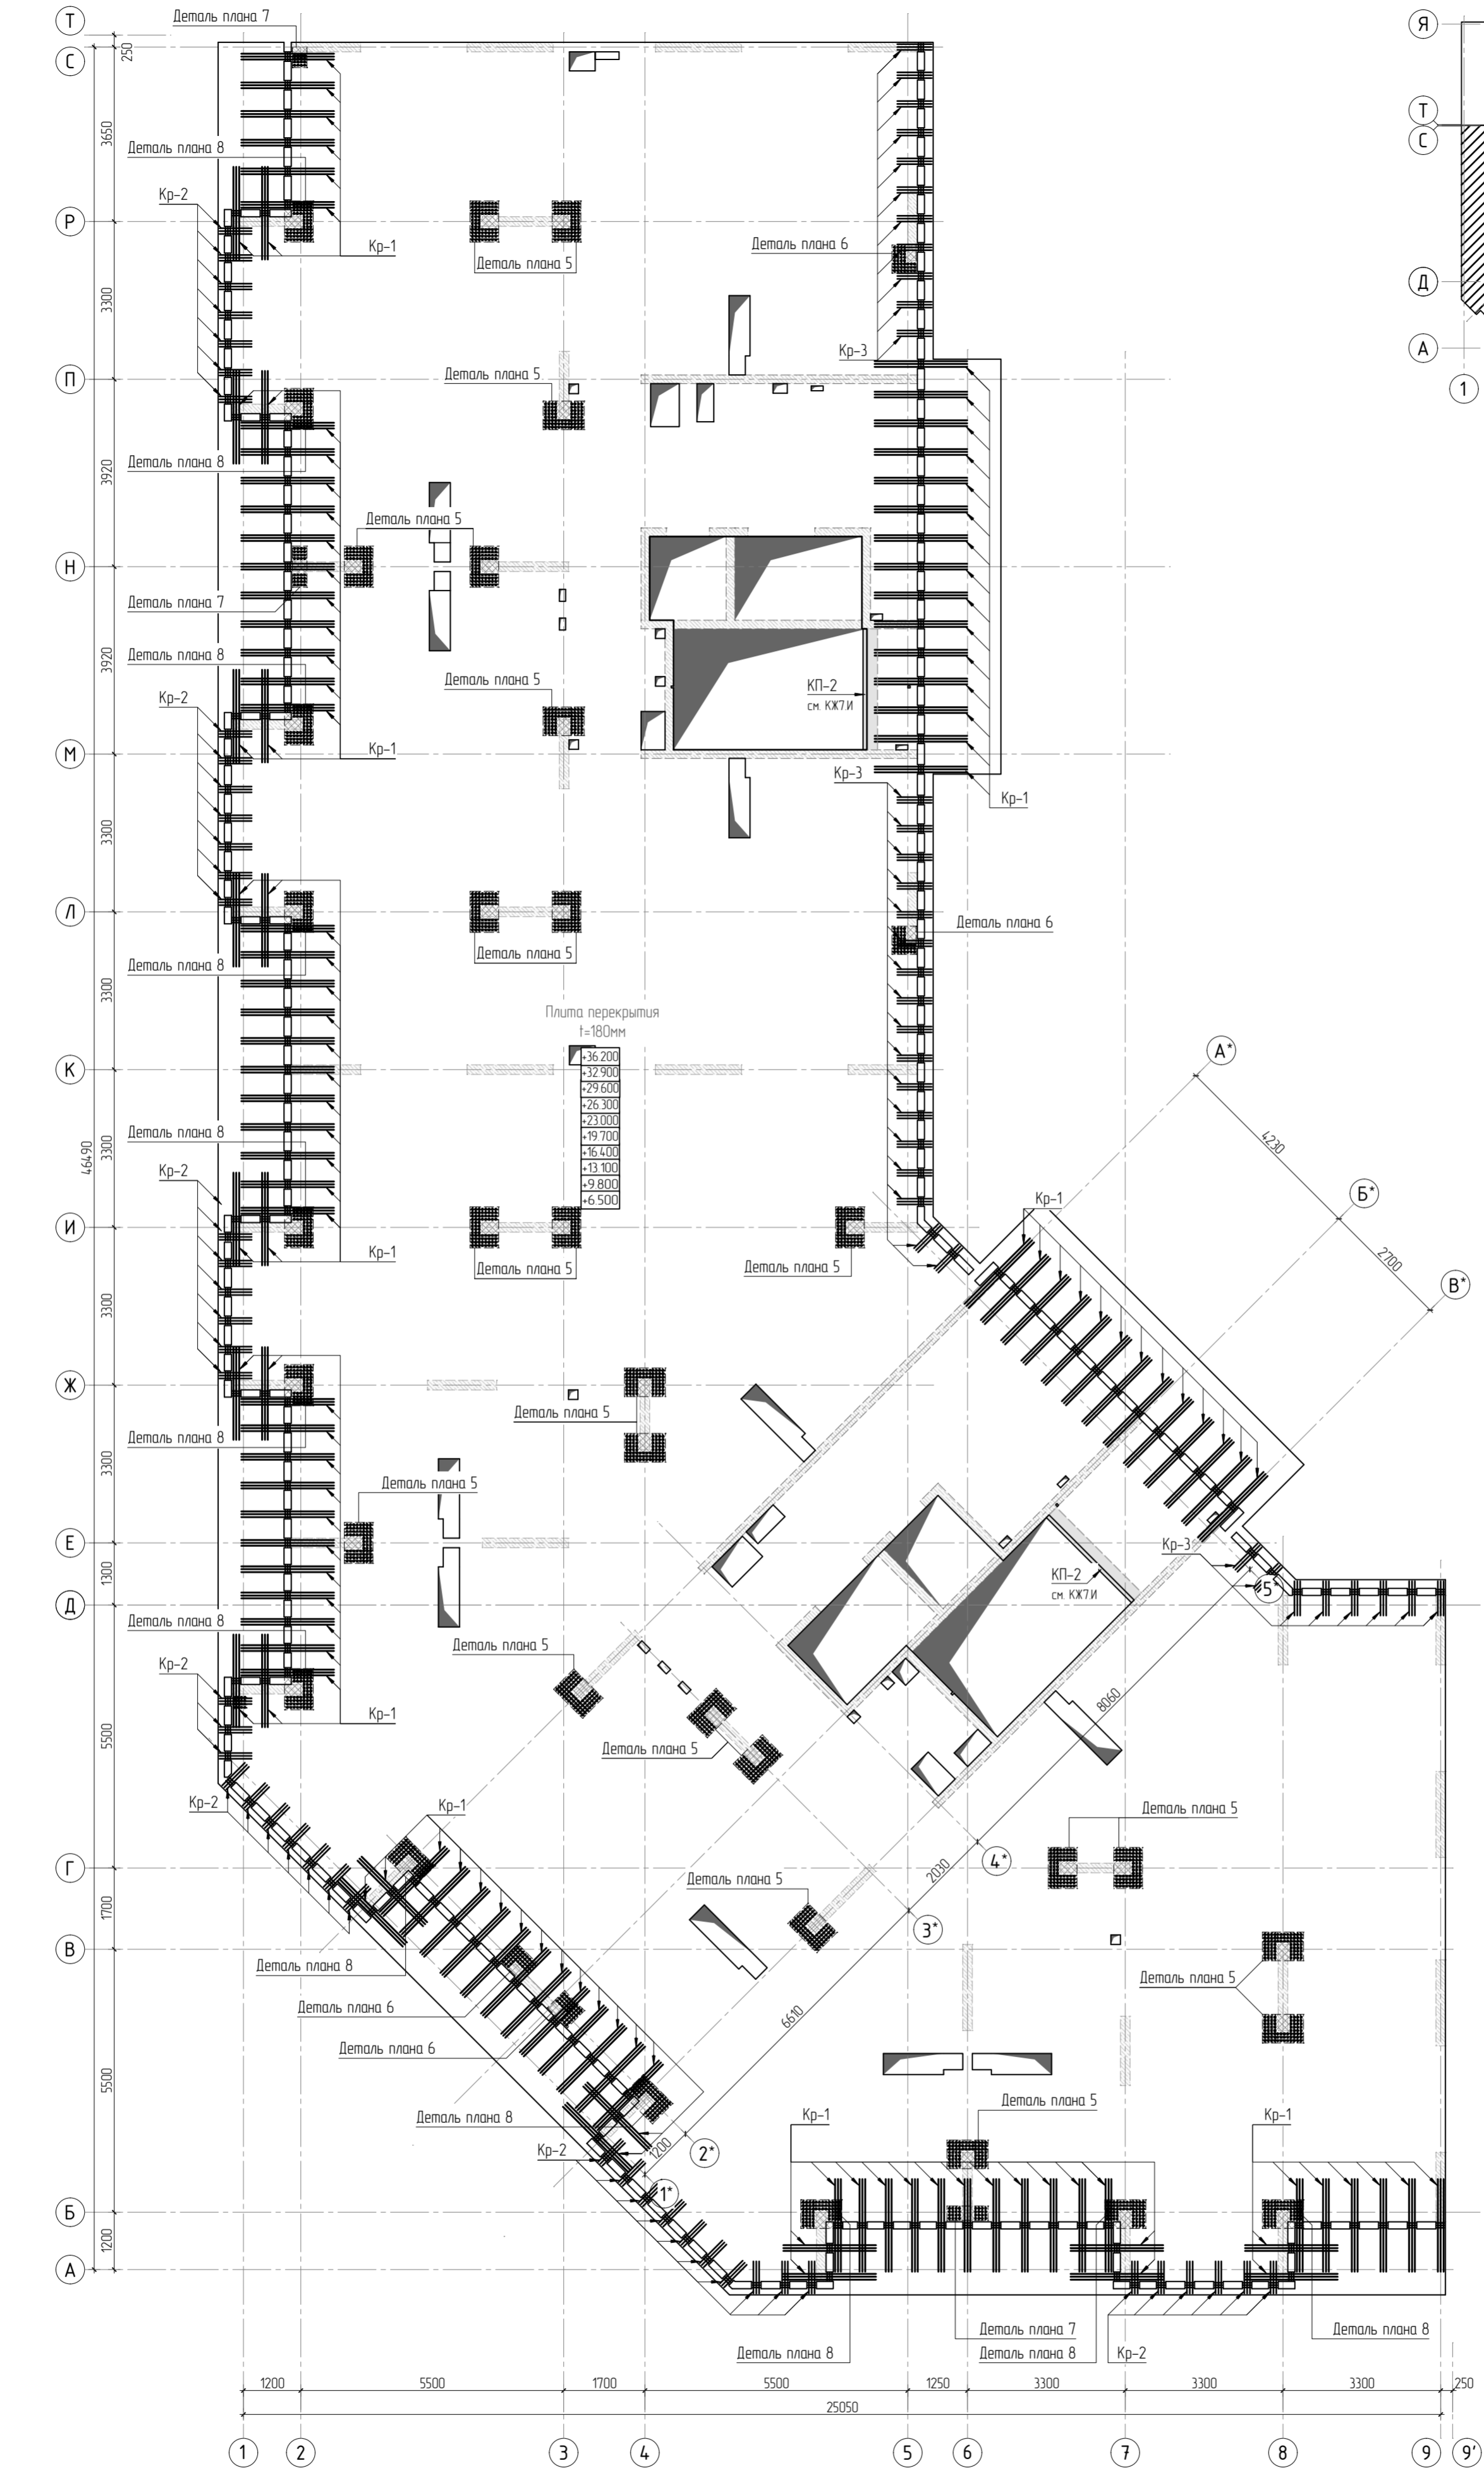 Деталь плана 7
Т
С
250
3650
Деталь плана 8
Кр-2
Р
Кр-1
Деталь плана 5
Деталь плана 6
3300
Кр-3
П
Деталь плана 5
3920
Деталь плана 8
Деталь плана 5
Н
Деталь плана 7
3920
Деталь плана 8
Кр-2
Деталь плана 5
КП-2
см. КЖ7.И
М
Кр-1
Кр-3
Кр-1
3300
Л
Деталь плана 6
Деталь плана 5
Деталь плана 8
3300
Плита перекрытия
t=180мм
+36.200
+32.900
+29.600
+26.300
+23.000
+19.700
+16.400
+13.100
+9.800
+6.500
К
А*
4230
Деталь плана 8
46490
3300
Кр-2
Б*
Кр-1
2700
И
Кр-1
Деталь плана 5
Деталь плана 5
В*
3300
Ж
Деталь плана 5
Деталь плана 8
3300
Деталь плана 5
Е
Кр-3
КП-2
см. КЖ7.И
5*
1300
Д
Деталь плана 8
Деталь плана 5
Кр-2
8060
Кр-1
Деталь плана 5
5500
Кр-2
Кр-1
Деталь плана 5
4*
Г
2030
Деталь плана 5
1700
3*
В
Деталь плана 8
Деталь плана 5
Деталь плана 6
6610
Деталь плана 6
5500
Деталь плана 5
Деталь плана 8
Кр-1
Кр-1
Кр-2
1200
2*
1*
Б
1200
А
Деталь плана 7
Деталь плана 8
Деталь плана 8
Деталь плана 8
Кр-2
1200
5500
1700
5500
1250
3300
3300
3300
250
25050
1
2
3
4
5
6
7
8
9
9'
Я
Т
С
Д
А
1